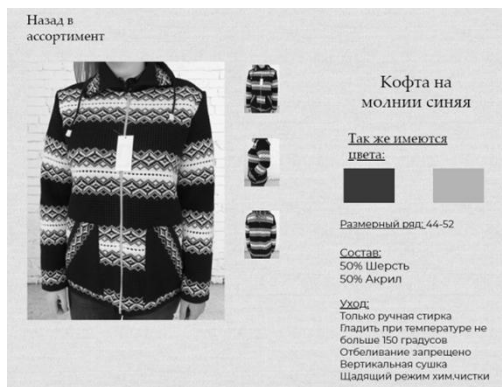 Назад в
ассортимент
Кофта на
молнии синяя
Так же имеются
цвета:
Размерный ряд: 44-52
Состав:
50% Шерсть
50% Акрил
Уход:
Только ручная стирка
Гладить при температуре не
больше 150 градусов
Отбеливание запрещено
Вертикальная сушка
Щадящий режим хим.чистки